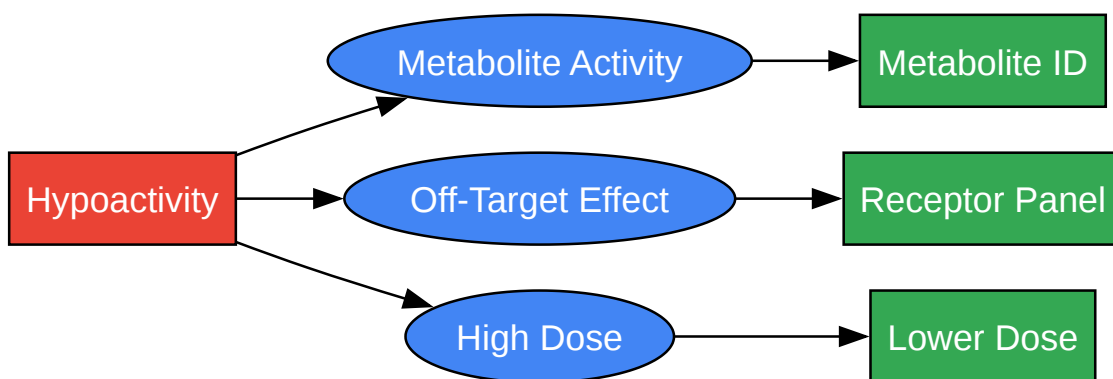 Metabolite Activity
Metabolite ID
Hypoactivity
Off-Target Effect
Receptor Panel
High Dose
Lower Dose